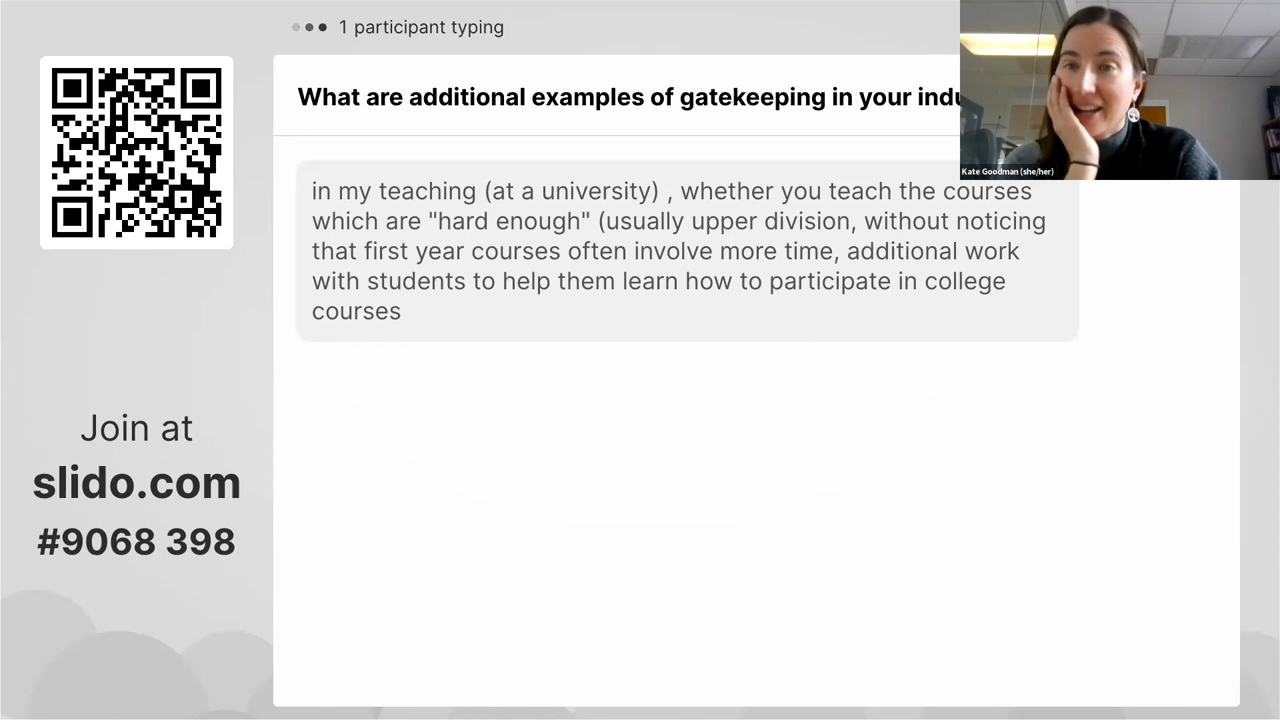 1 participant typing
What are additional examples of gatekeeping in your
Kate Goodman (she/her)
in my teaching (at a university) , whether you teach the courses
which are "hard enough" (usually upper division, without noticing
that first year courses often involve more time, additional work
with students to help them learn how to participate in college
courses
Join at
slido.com
#9068 398